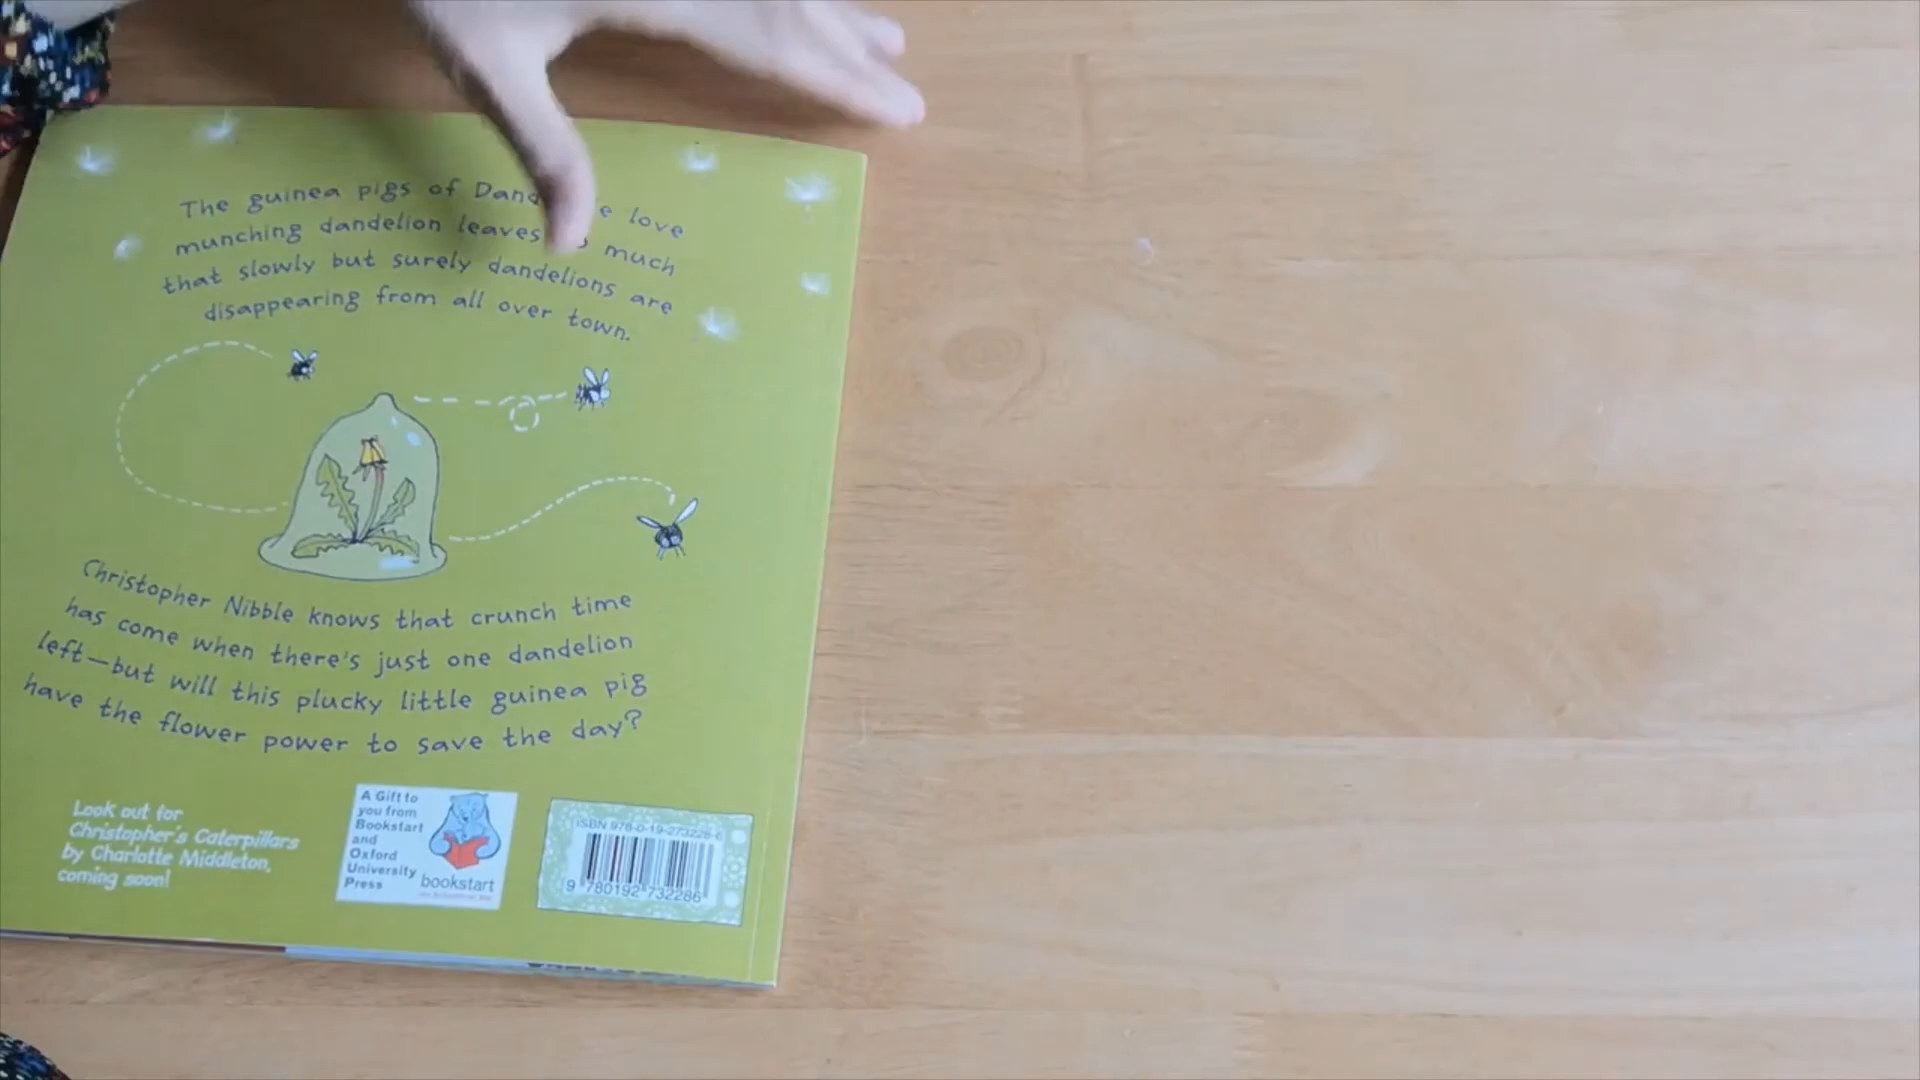 The guinea pigs of Dand e love
munching dandelion leaves much
that slowly but surely dandelions are
disappearing from all over town.
Christopher Nibble knows that crunch time
has come when there's just one dandelion
left—but will this plucky little guinea pig
have the flower power to save the day?
Look out for
Christopher's Caterpillars
by Charlotte Middleton,
coming soon!
A Gift to
you from
Bookstart
and
Oxford
University
Press
bookstart
ISBN 978-0-19-273228-6
9 780192 732286